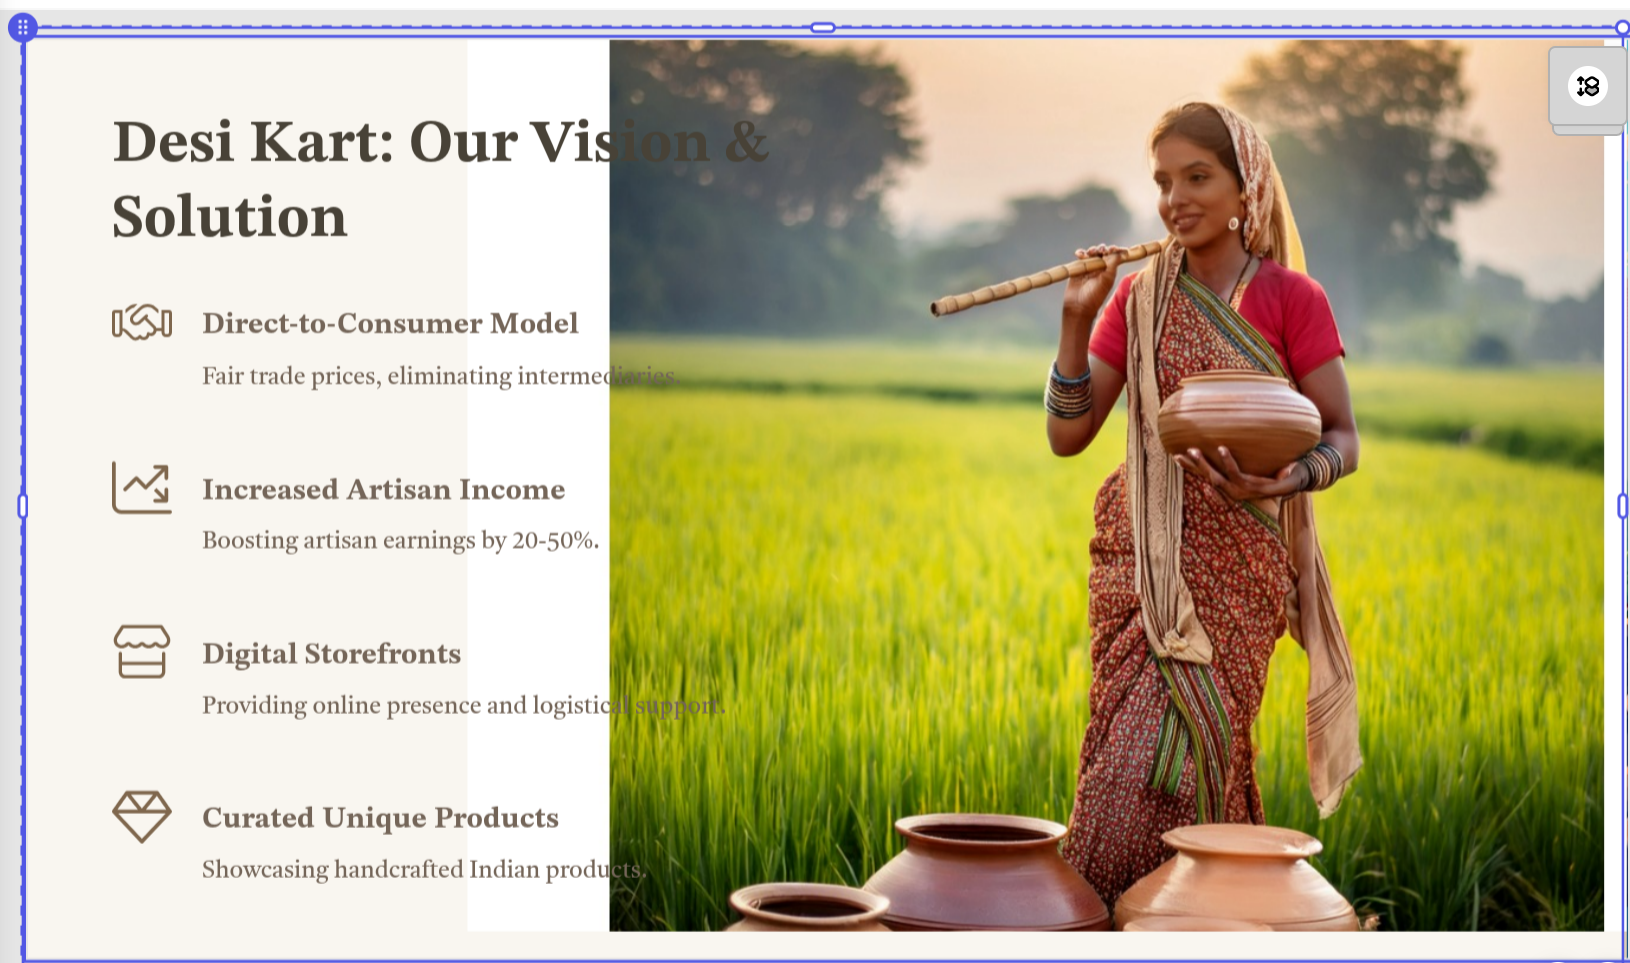 Desi Kart: Our Vision &
Solution
Direct-to-Consumer Model
Fair trade prices, eliminating intermediaries.
Increased Artisan Income
Boosting artisan earnings by 20-50%.
Digital Storefronts
Providing online presence and logistical support.
Curated Unique Products
Showcasing handcrafted Indian products.